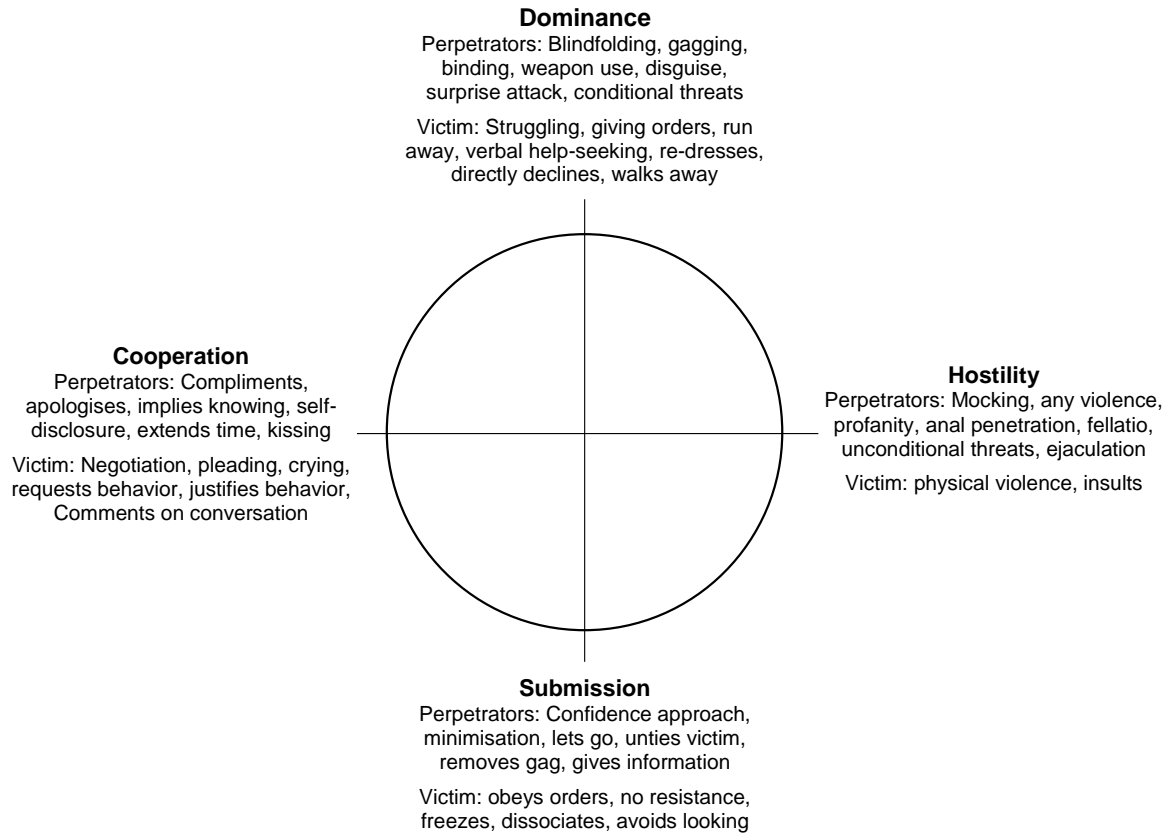 Dominance
Perpetrators: Blindfolding, gagging,
binding, weapon use, disguise,
surprise attack, conditional threats
Victim: Struggling, giving orders, run
away, verbal help-seeking, re-dresses,
directly declines, walks away
Cooperation
Perpetrators: Compliments,
apologises, implies knowing, self-
disclosure, extends time, kissing
Victim: Negotiation, pleading, crying,
requests behavior, justifies behavior,
Comments on conversation
Hostility
Perpetrators: Mocking, any violence,
profanity, anal penetration, fellatio,
unconditional threats, ejaculation
Victim: physical violence, insults
Submission
Perpetrators: Confidence approach,
minimisation, lets go, unties victim,
removes gag, gives information
Victim: obeys orders, no resistance,
freezes, dissociates, avoids looking